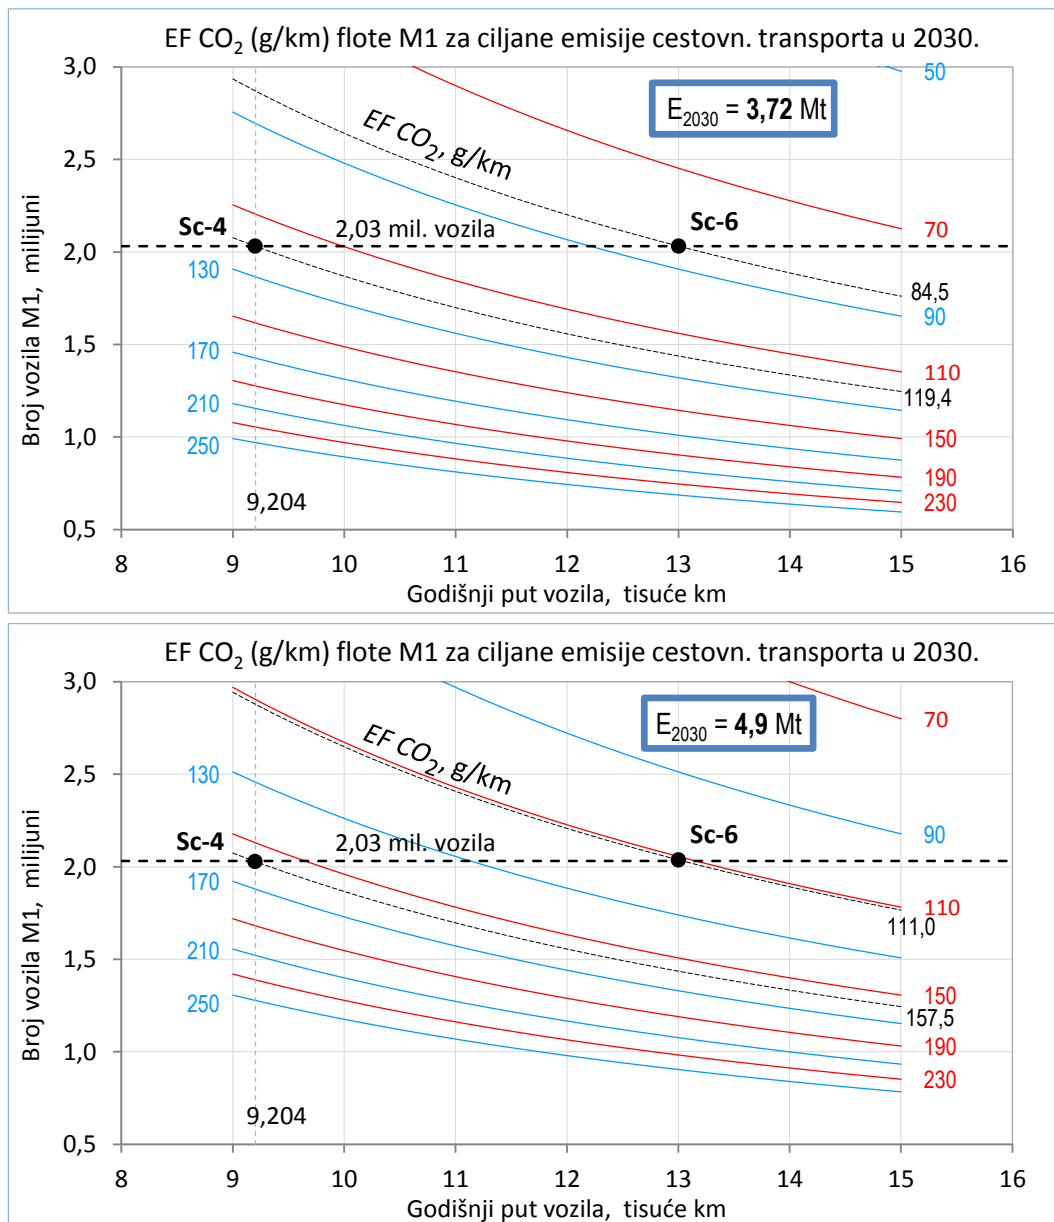 EF CO₂ (g/km) flote M1 za ciljane emisije cestovn. transporta u 2030.
3,0
50
E₂₀₃₀ = 3,72 Mt
EF CO₂, g/km
2,5
Sc-4
2,03 mil. vozila
Sc-6
70
2,0
130
84,5
90
1,5
170
110
119,4
210
150
1,0
250
190
230
9,204
0,5
8 9 10 11 12 13 14 15 16
Broj vozila M1, milijuni
Godišnji put vozila, tisuće km
EF CO₂ (g/km) flote M1 za ciljane emisije cestovn. transporta u 2030.
3,0
70
E₂₀₃₀ = 4,9 Mt
EF CO₂, g/km
2,5
130
Sc-4
2,03 mil. vozila
Sc-6
90
2,0
170
110
111,0
1,5
210
150
157,5
250
190
1,0
230
9,204
0,5
8 9 10 11 12 13 14 15 16
Broj vozila M1, milijuni
Godišnji put vozila, tisuće km